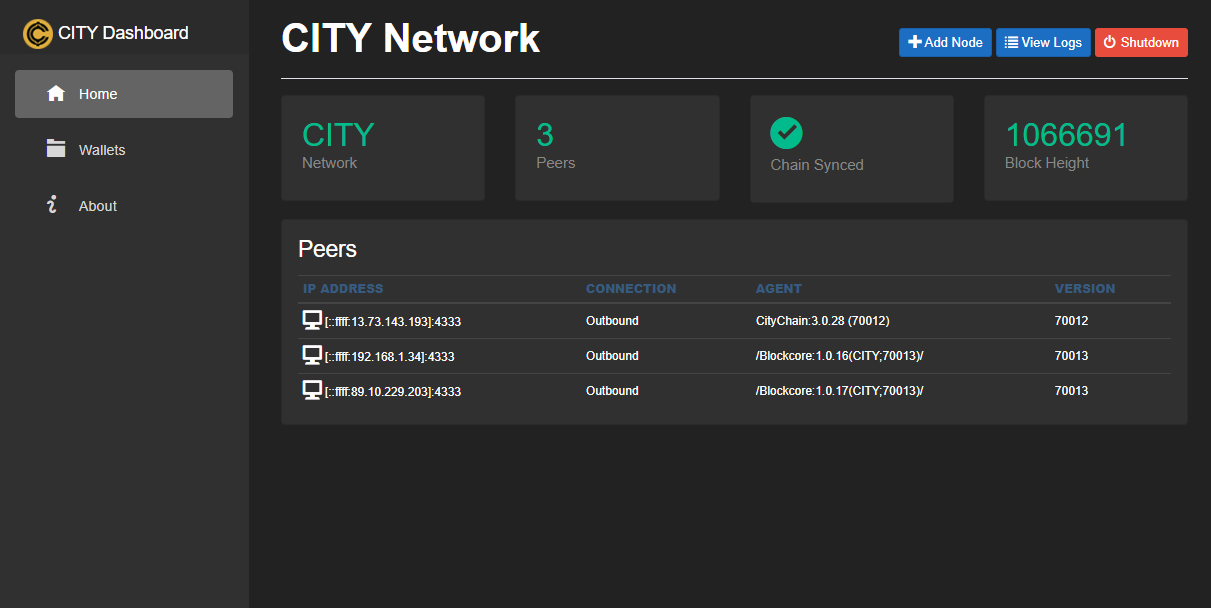 CITY Dashboard
Home
Wallets
About
CITY Network
Add Node
View Logs
Shutdown
CITY
Network
3
Peers
Chain Synced
1066691
Block Height
Peers
IP ADDRESS CONNECTION AGENT VERSION
[::ffff:13.73.143.193]:4333 Outbound CityChain:3.0.28 (70012) 70012
[::ffff:192.168.1.34]:4333 Outbound /Blockcore:1.0.16(CITY;70013)/ 70013
[::ffff:89.10.229.203]:4333 Outbound /Blockcore:1.0.17(CITY;70013)/ 70013